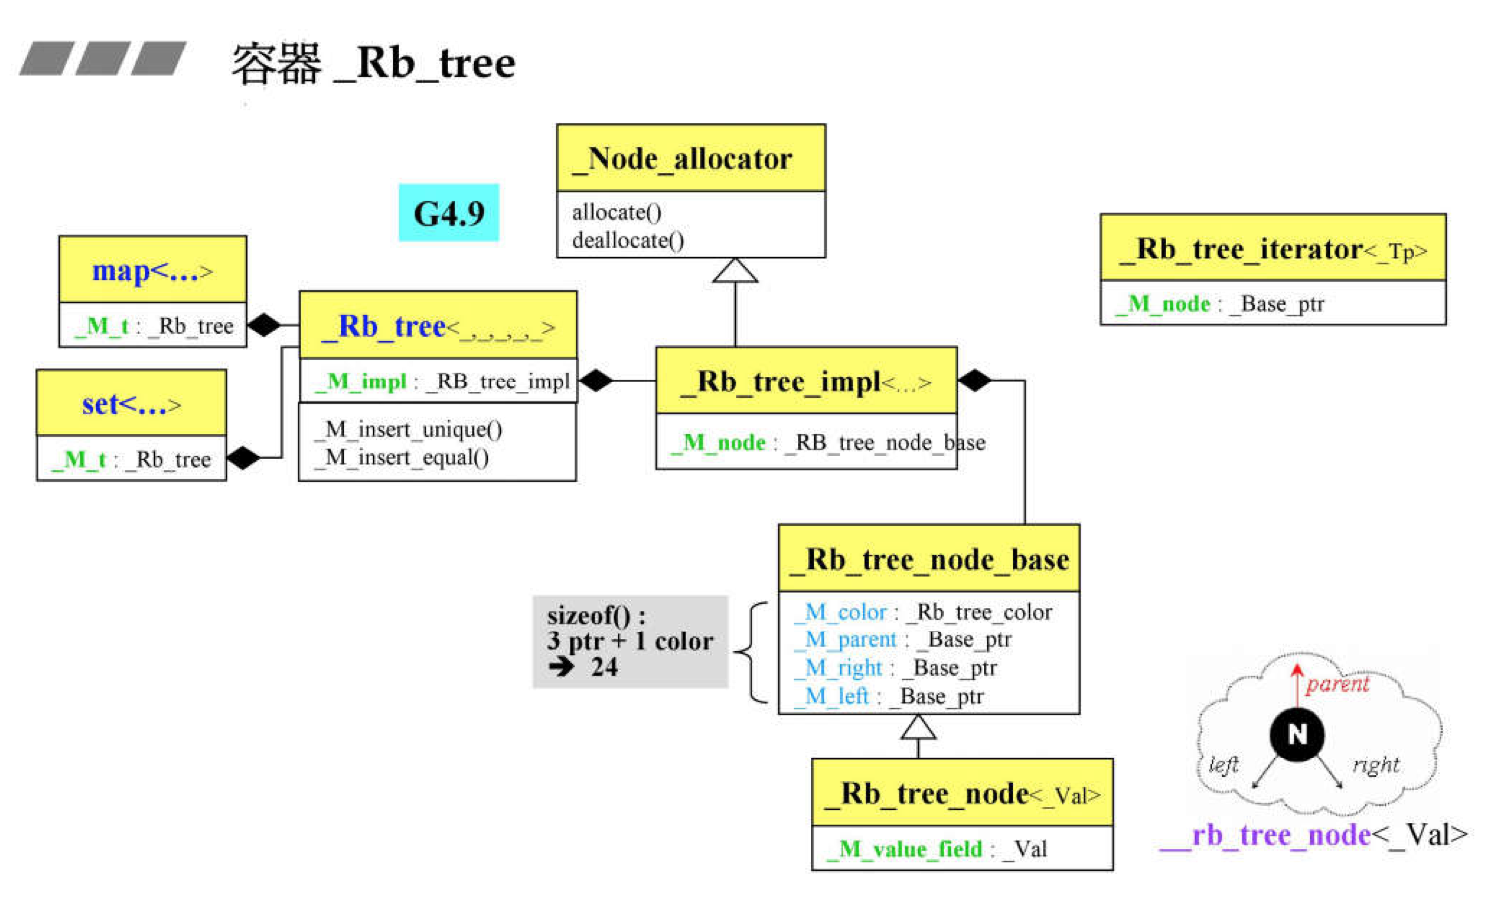 容器 _Rb_tree
_Node_allocator
allocate()
deallocate()
G4.9
map<...>
_M_t : _Rb_tree
set<...>
_M_t : _Rb_tree
_Rb_tree<_,_,_,_,_>
_M_impl : _RB_tree_impl
_M_insert_unique()
_M_insert_equal()
_Rb_tree_impl<...>
_M_node : _RB_tree_node_base
_Rb_tree_iterator<_Tp>
_M_node : _Base_ptr
_Rb_tree_node_base
_M_color : _Rb_tree_color
_M_parent : _Base_ptr
_M_right : _Base_ptr
_M_left : _Base_ptr
sizeof() :
3 ptr + 1 color
➔ 24
_Rb_tree_node<_Val>
_M_value_field : _Val
parent
N
left
right
__rb_tree_node<_Val>